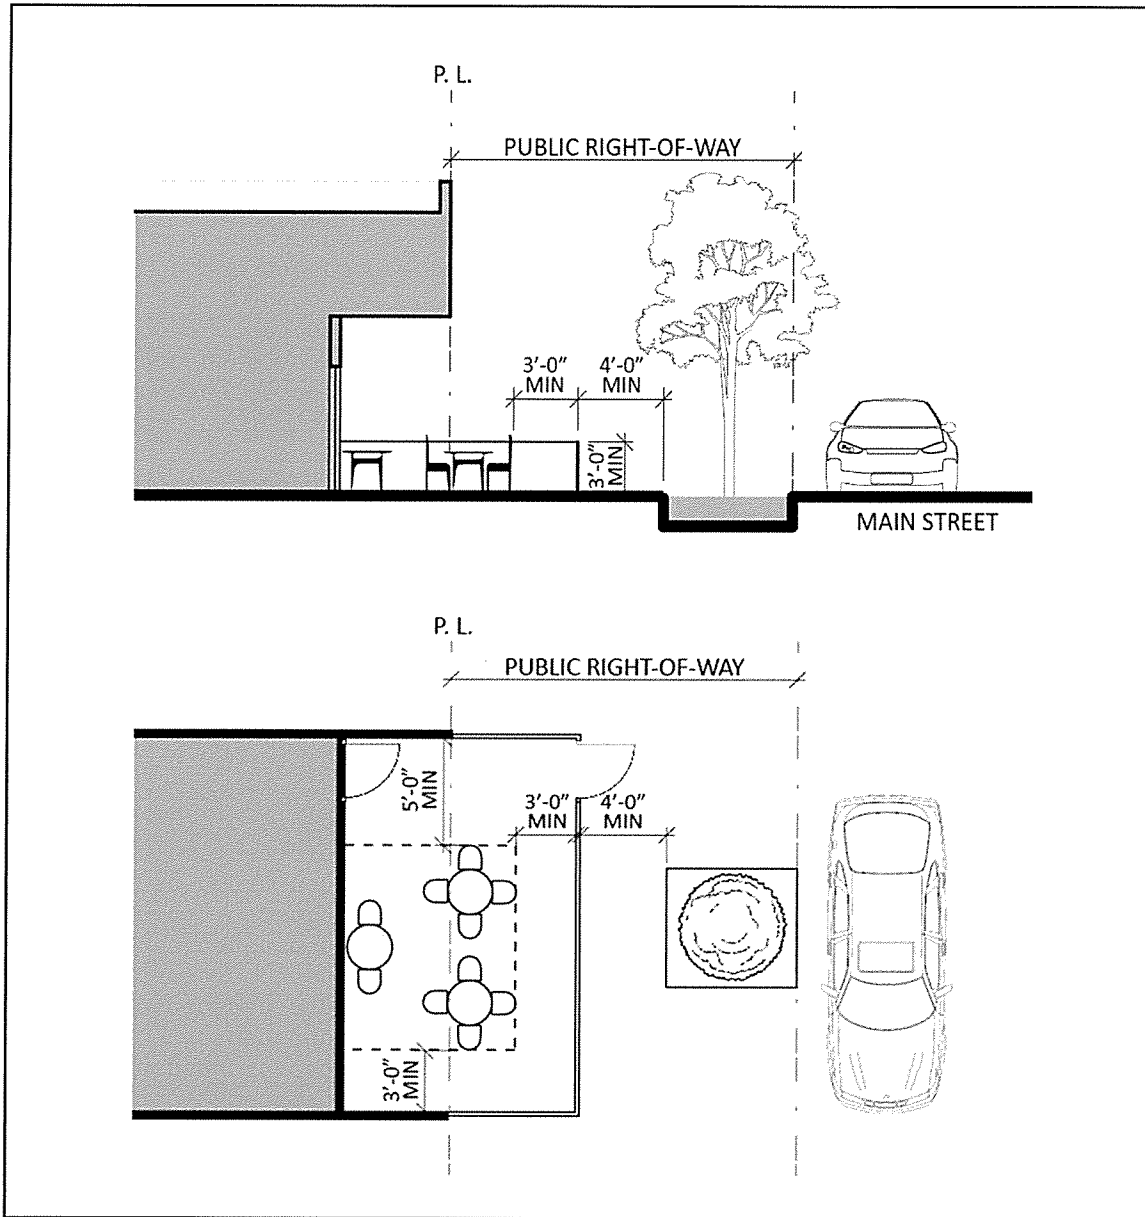 P. L.
PUBLIC RIGHT-OF-WAY
3'-0"
MIN
4'-0"
MIN
3'-0"
MIN
MAIN STREET
P. L.
PUBLIC RIGHT-OF-WAY
5'-0"
MIN
3'-0"
MIN
4'-0"
MIN
3'-0"
MIN